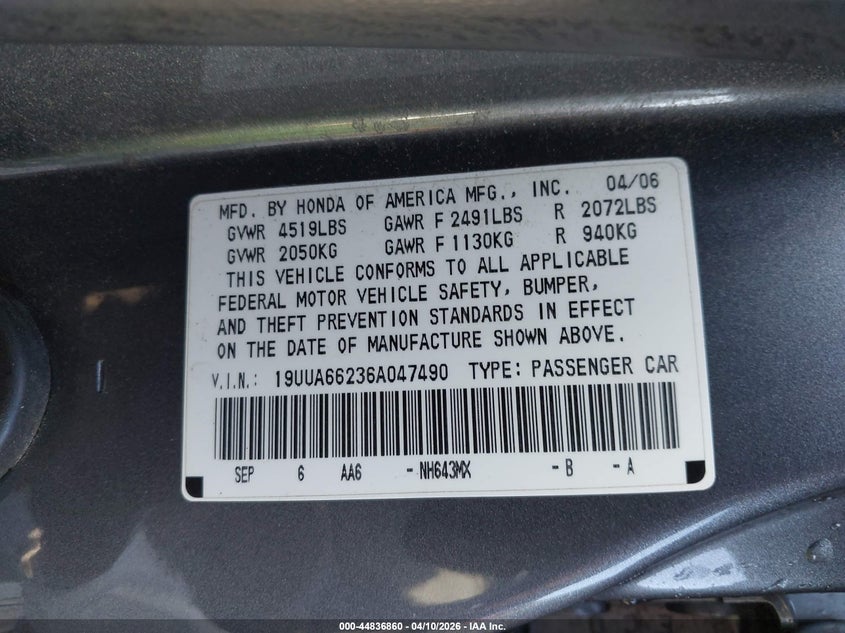 MFD. BY HONDA OF AMERICA MFG., INC. 04/06
GVWR 4519LBS GAWR F 2491LBS R 2072LBS
GVWR 2050KG GAWR F 1130KG R 940KG
THIS VEHICLE CONFORMS TO ALL APPLICABLE
FEDERAL MOTOR VEHICLE SAFETY, BUMPER,
AND THEFT PREVENTION STANDARDS IN EFFECT
ON THE DATE OF MANUFACTURE SHOWN ABOVE.
V.I.N.: 19UUA66236A047490 TYPE: PASSENGER CAR
SEP 6 AA6 -NH643MX -B -A
000-44836860 - 04/10/2026 - IAA Inc.